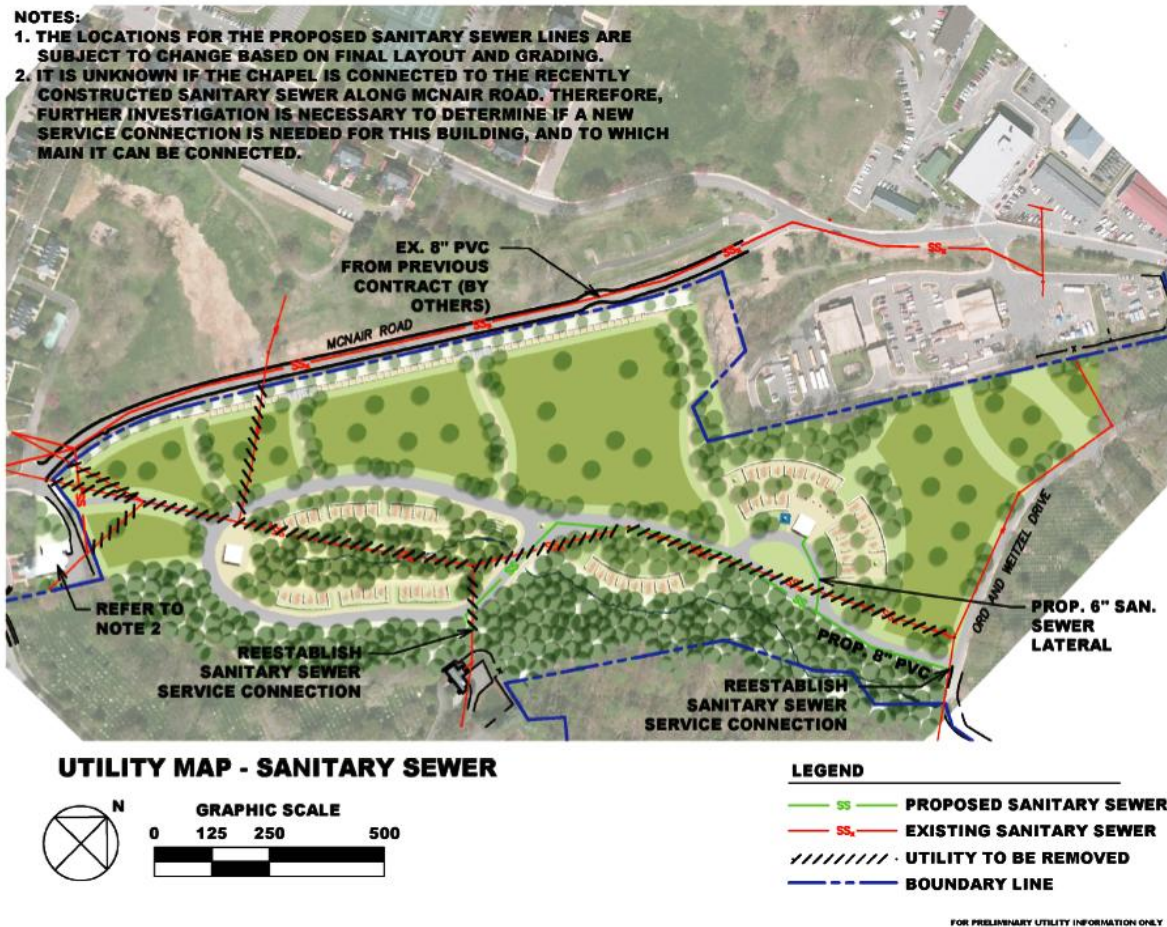 NOTES:
1. THE LOCATIONS FOR THE PROPOSED SANITARY SEWER LINES ARE
SUBJECT TO CHANGE BASED ON FINAL LAYOUT AND GRADING.
2. IT IS UNKNOWN IF THE CHAPEL IS CONNECTED TO THE RECENTLY
CONSTRUCTED SANITARY SEWER ALONG MCNAIR ROAD. THEREFORE,
FURTHER INVESTIGATION IS NECESSARY TO DETERMINE IF A NEW
SERVICE CONNECTION IS NEEDED FOR THIS BUILDING, AND TO WHICH
MAIN IT CAN BE CONNECTED.
EX. 8" PVC
FROM PREVIOUS
CONTRACT (BY
OTHERS)
MCNAIR ROAD
SSx
SSx
SSx
SSx
SS
SS
ORD AND WEITZEL DRIVE
REFER TO
NOTE 2
REESTABLISH
SANITARY SEWER
SERVICE CONNECTION
PROP. 8" PVC
PROP. 6" SAN.
SEWER
LATERAL
REESTABLISH
SANITARY SEWER
SERVICE CONNECTION
UTILITY MAP - SANITARY SEWER
N
GRAPHIC SCALE
0 125 250 500
LEGEND
SS PROPOSED SANITARY SEWER
SSx EXISTING SANITARY SEWER
UTILITY TO BE REMOVED
BOUNDARY LINE
FOR PRELIMINARY UTILITY INFORMATION ONLY